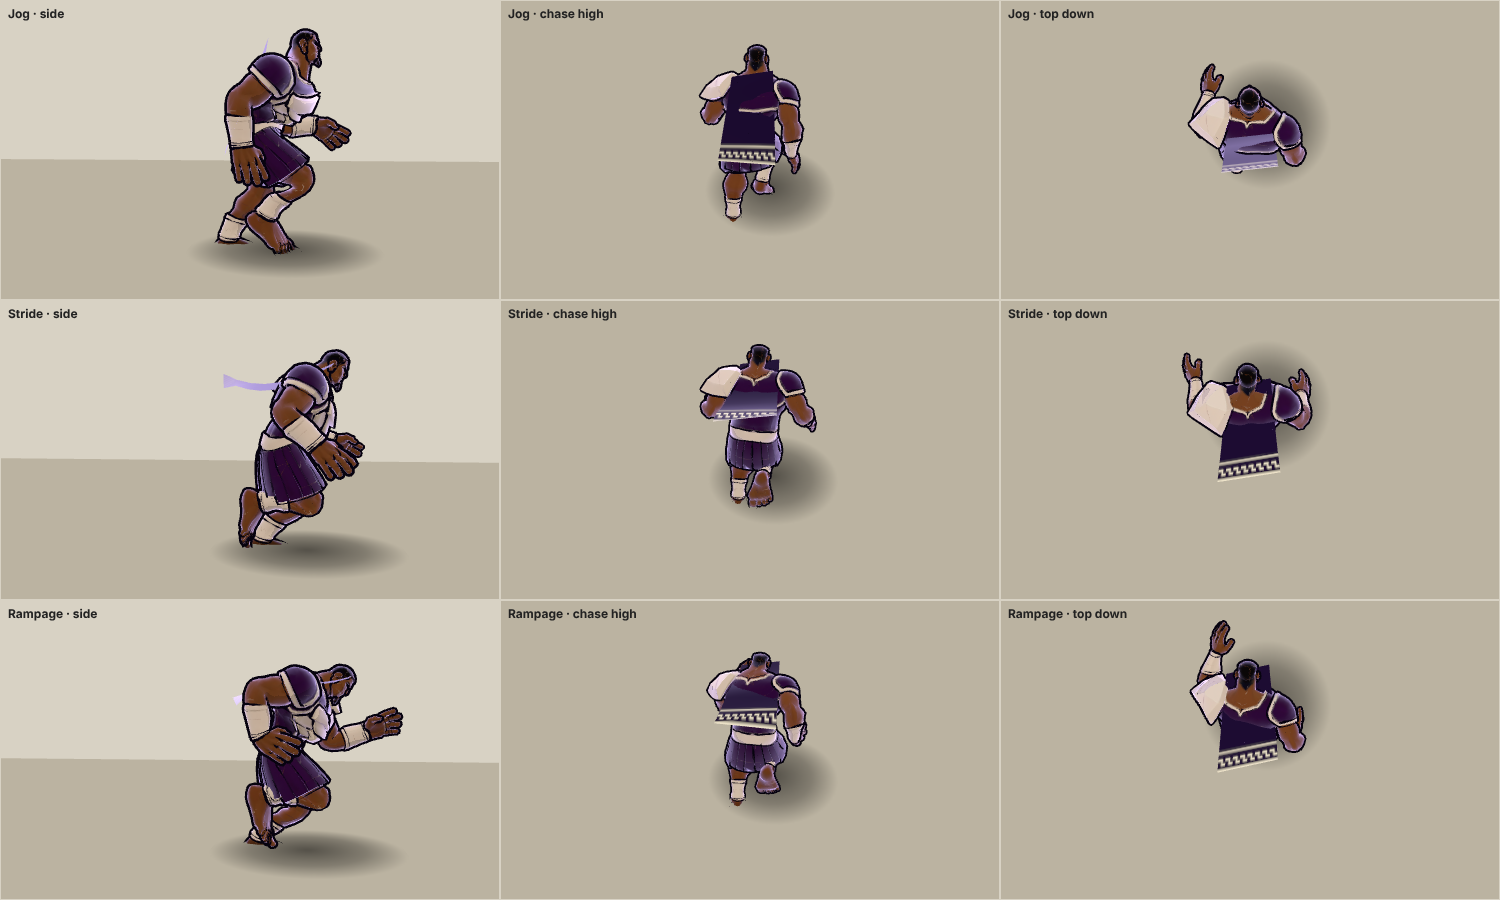 Jog · side
Jog · chase high
Jog · top down
Stride · side
Stride · chase high
Stride · top down
Rampage · side
Rampage · chase high
Rampage · top down